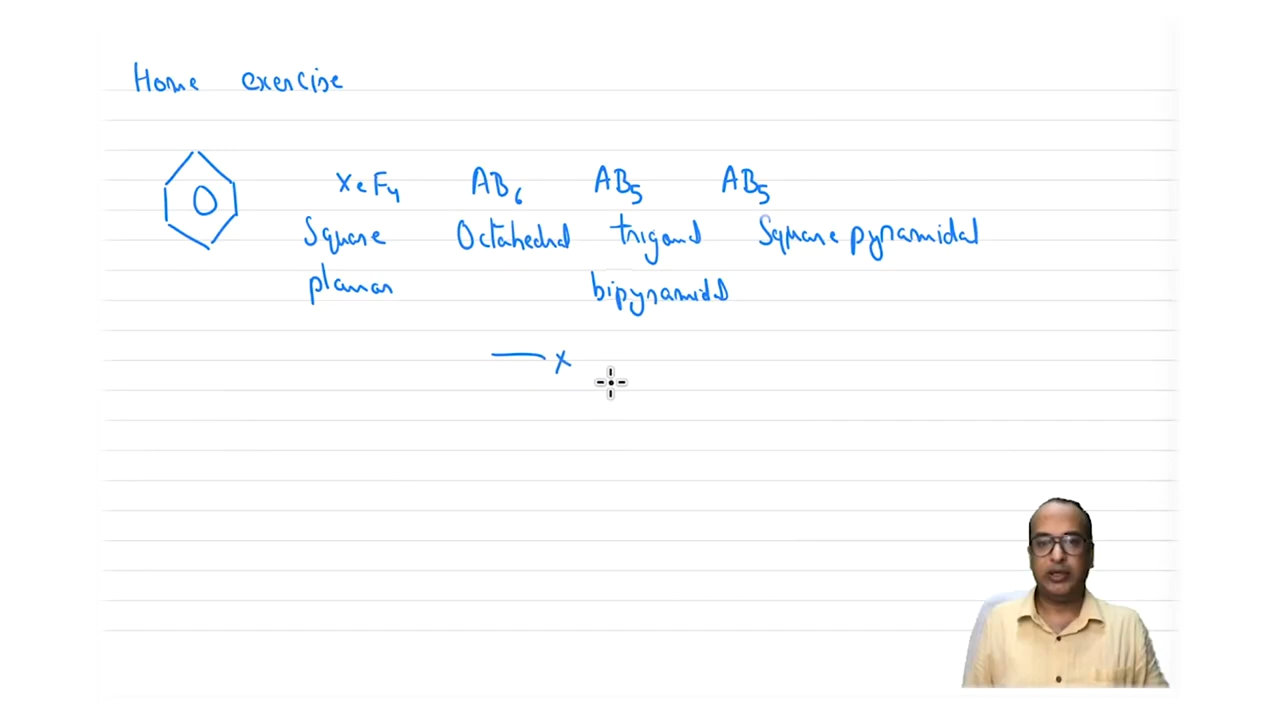 Home exercise
XeF4 AB6 AB5 AB5
Square Octahedral trigonal Square pyramidal
planar bipyramidal
x